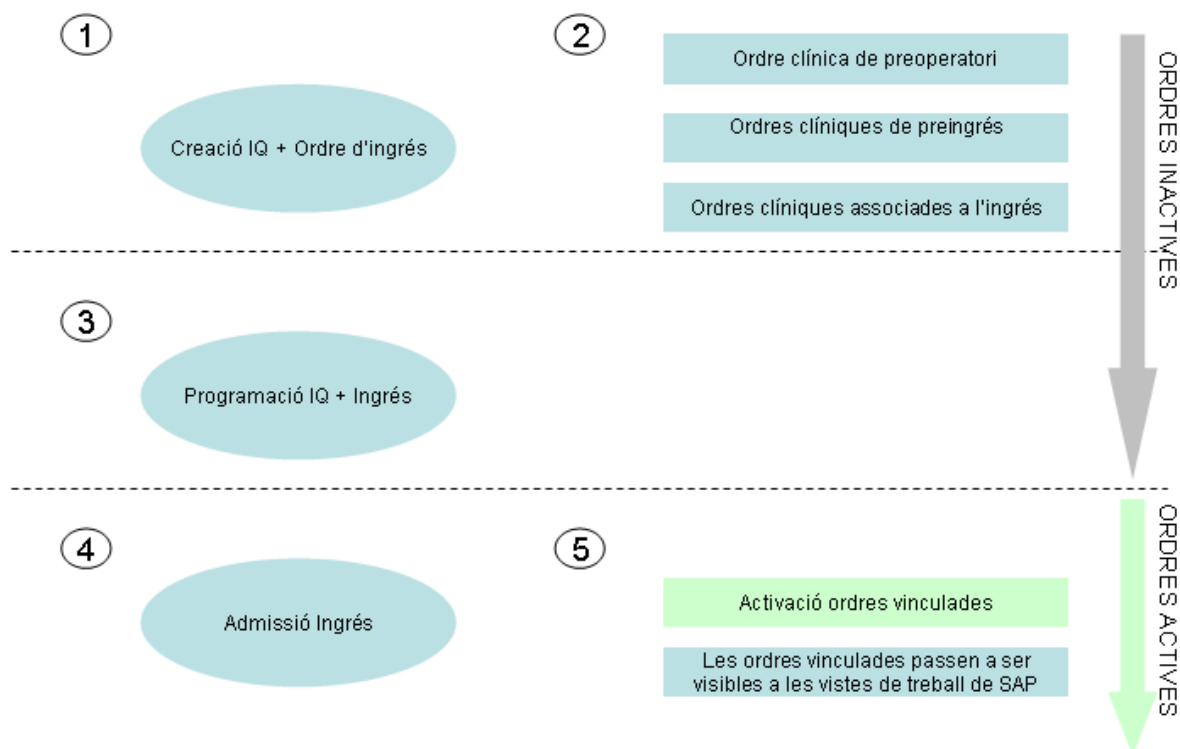 1
2
Ordre clínica de preoperatori
Creació IQ + Ordre d'ingrés
Ordres clíniques de preingrés
Ordres clíniques associades a l'ingrés
ORDRES INACTIVES
3
Programació IQ + Ingrés
4
5
Admissió Ingrés
Activació ordres vinculades
Les ordres vinculades passen a ser
visibles a les vistes de treball de SAP
ORDRES ACTIVES